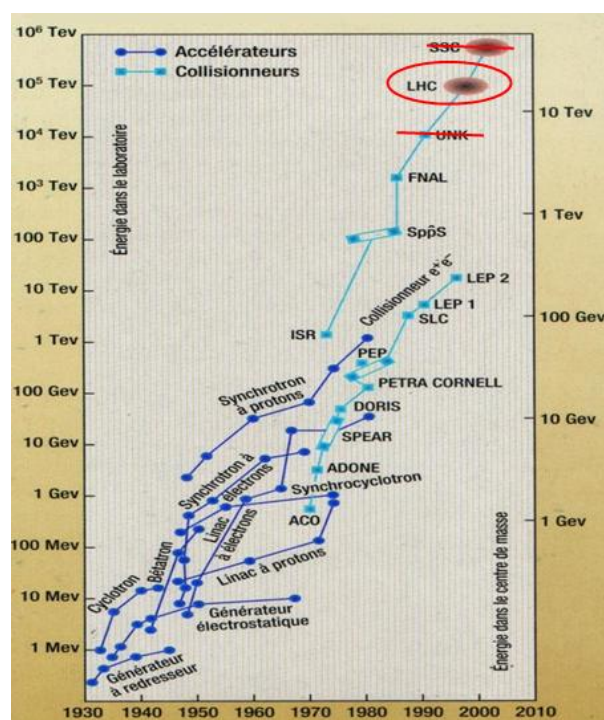 10⁶ Tev
10⁵ Tev
10⁴ Tev
10³ Tev
100 Tev
10 Tev
1 Tev
100 Gev
10 Gev
1 Gev
100 Mev
10 Mev
1 Mev
Énergie dans le laboratoire
Accélérateurs
Collisionneurs
SSC
LHC
UNK
FNAL
Spp̄S
ISR
Collisionneur e⁺e⁻
LEP 2
LEP 1
SLC
PEP
PETRA CORNELL
DORIS
SPEAR
ADONE
ACO
Synchrotron
à protons
Synchrotron à
électrons
Synchrocyclotron
Linac
à électrons
Linac à protons
Cyclotron
Bétatron
Générateur
électrostatique
Générateur
à redresseur
10 Tev
1 Tev
100 Gev
10 Gev
1 Gev
Énergie dans le centre de masse
1930 1940 1950 1960 1970 1980 1990 2000 2010